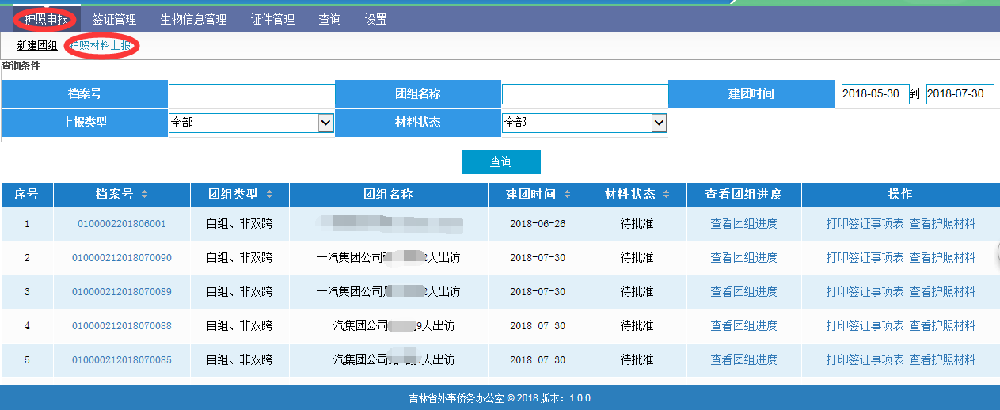 护照申报 签证管理 生物信息管理 证件管理 查询 设置
新建团组 护照材料上报
查询条件
档案号 团组名称 建团时间 2018-05-30 到 2018-07-30
上报类型 全部 材料状态 全部
查询
序号 档案号 团组类型 团组名称 建团时间 材料状态 查看团组进度 操作
1 0100002201806001 自组、非双跨 2018-06-26 待批准 查看团组进度 打印签证事项表 查看护照材料
2 010000212018070090 自组、非双跨 一汽集团公司 2人出访 2018-07-30 待批准 查看团组进度 打印签证事项表 查看护照材料
3 010000212018070089 自组、非双跨 一汽集团公司 2人出访 2018-07-30 待批准 查看团组进度 打印签证事项表 查看护照材料
4 010000212018070088 自组、非双跨 一汽集团公司 9人出访 2018-07-30 待批准 查看团组进度 打印签证事项表 查看护照材料
5 010000212018070085 自组、非双跨 一汽集团公司 人出访 2018-07-30 待批准 查看团组进度 打印签证事项表 查看护照材料
吉林省外事侨务办公室 © 2018 版本：1.0.0